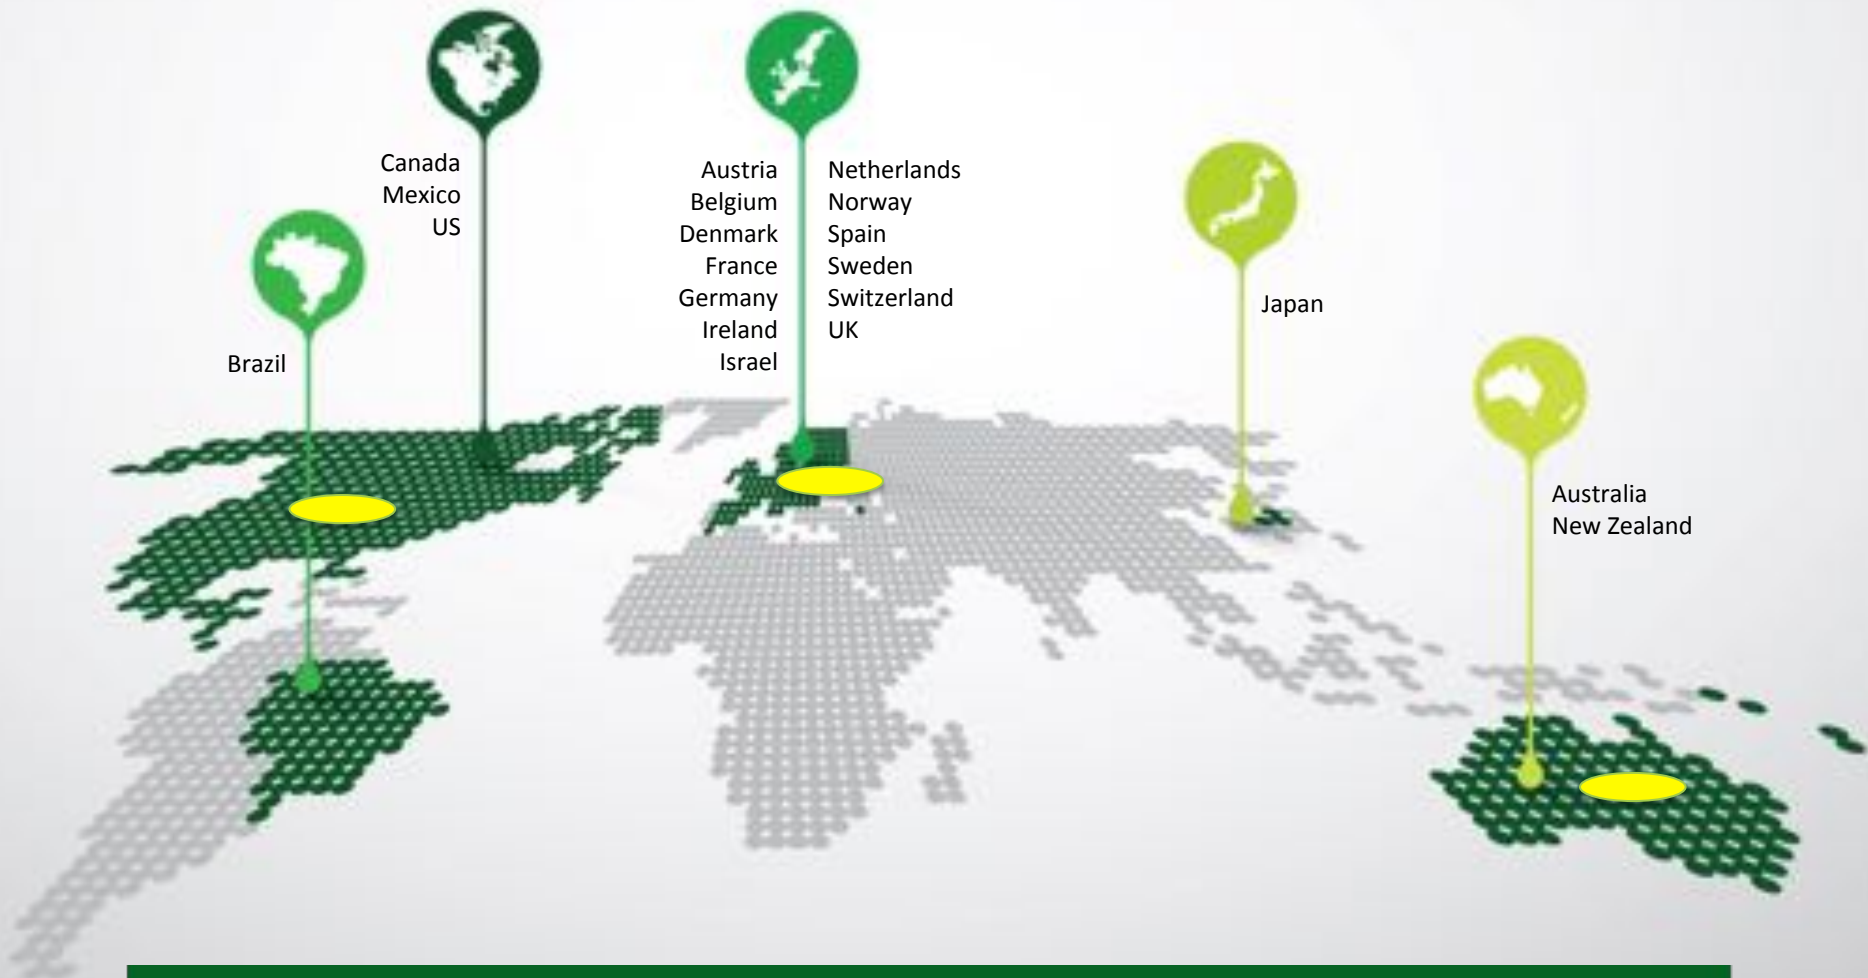 Canada
Mexico
US
Austria
Belgium
Denmark
France
Germany
Ireland
Israel
Netherlands
Norway
Spain
Sweden
Switzerland
UK
Japan
Brazil
Australia
New Zealand